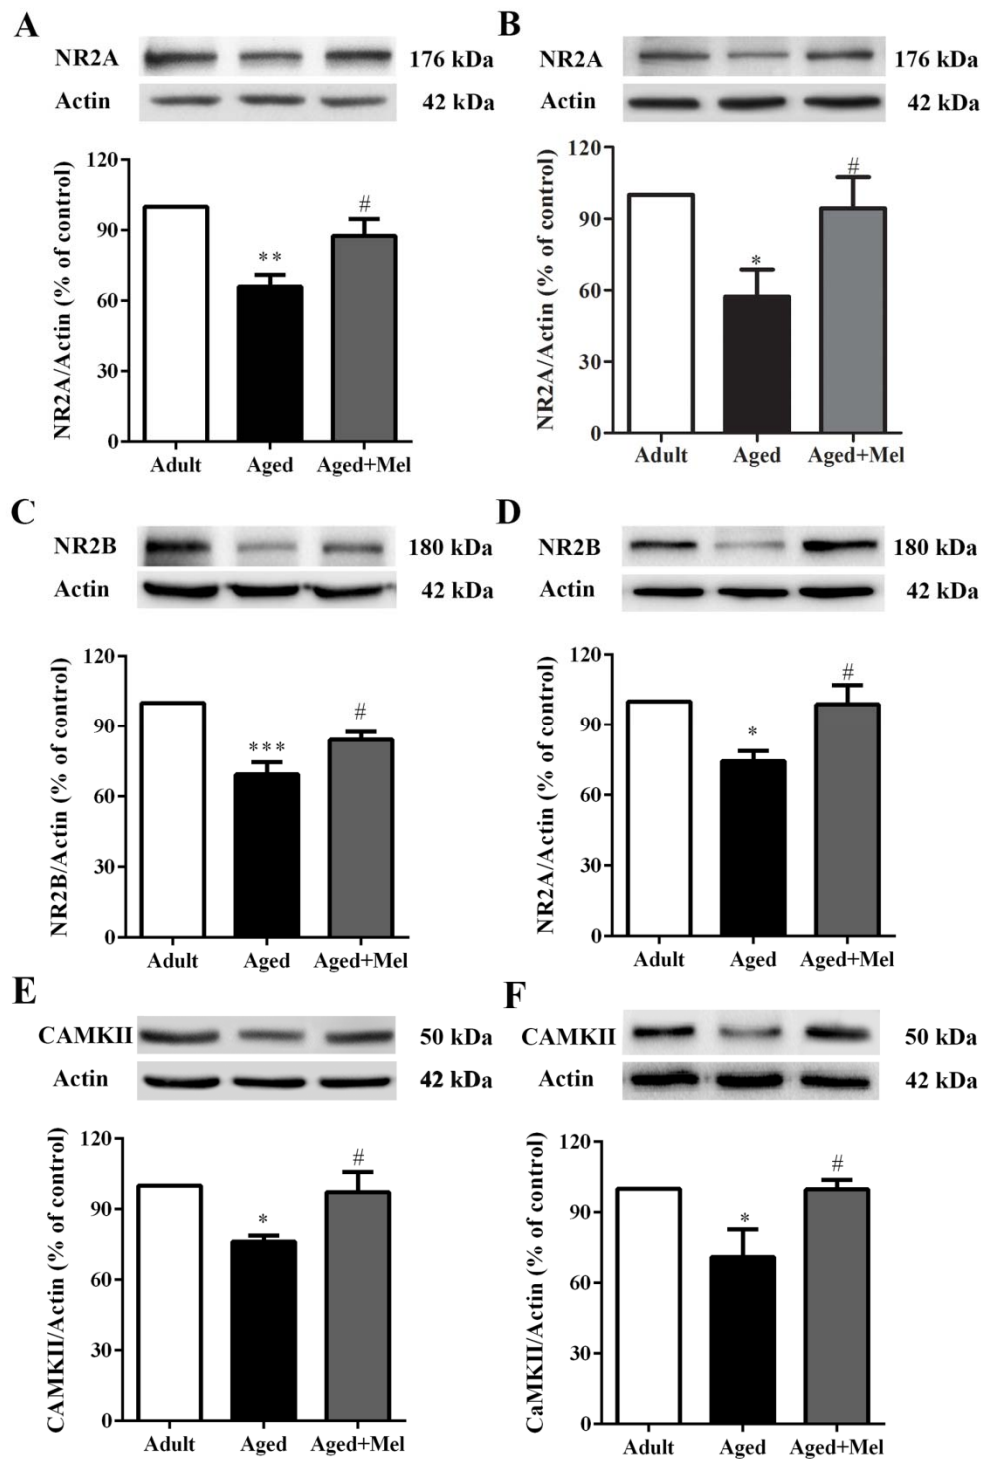 A
NR2A 176 kDa
Actin 42 kDa
NR2A/Actin (% of control)
120
90
60
30
0
**
#
Adult Aged Aged+Mel
B
NR2A 176 kDa
Actin 42 kDa
NR2A/Actin (% of control)
120
90
60
30
0
*
#
Adult Aged Aged+Mel
C
NR2B 180 kDa
Actin 42 kDa
NR2B/Actin (% of control)
120
90
60
30
0
***
#
Adult Aged Aged+Mel
D
NR2B 180 kDa
Actin 42 kDa
NR2A/Actin (% of control)
120
90
60
30
0
*
#
Adult Aged Aged+Mel
E
CAMKII 50 kDa
Actin 42 kDa
CAMKII/Actin (% of control)
120
90
60
30
0
*
#
Adult Aged Aged+Mel
F
CAMKII 50 kDa
Actin 42 kDa
CaMKII/Actin (% of control)
120
90
60
30
0
*
#
Adult Aged Aged+Mel